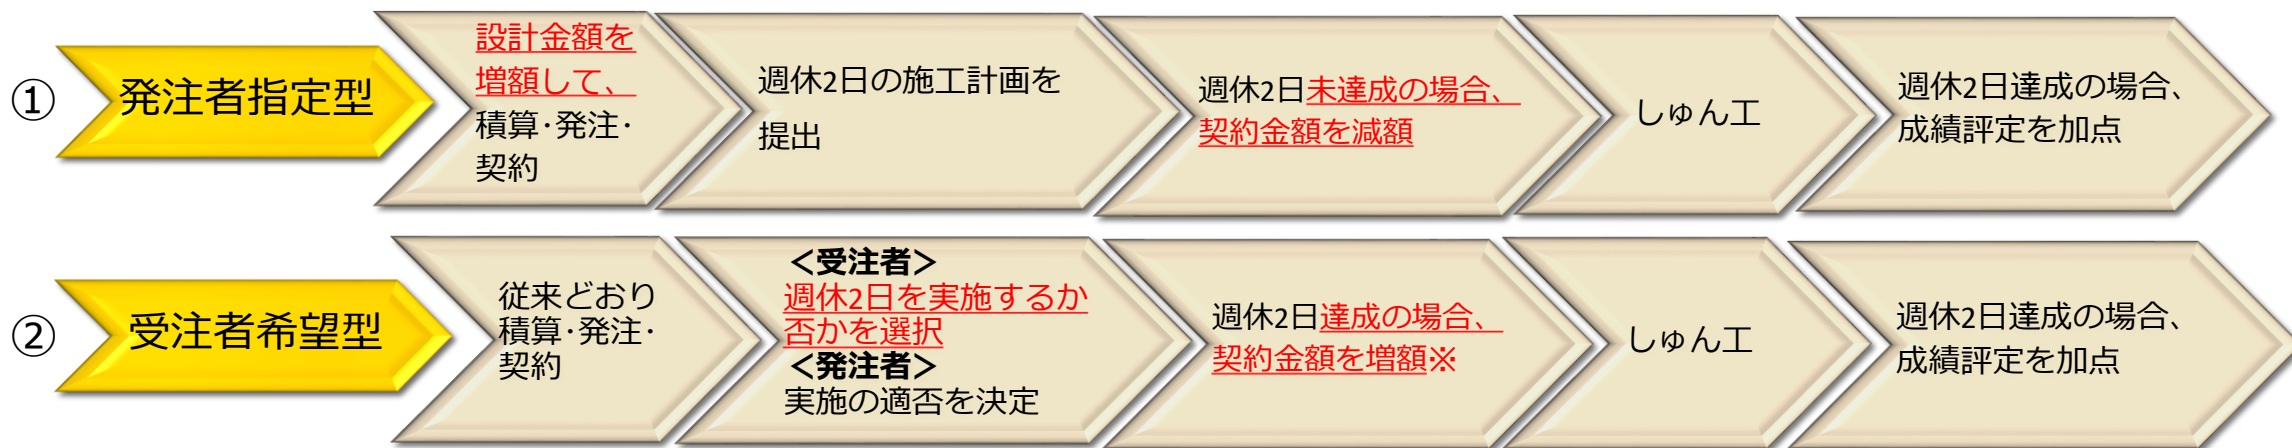 ①
発注者指定型
設計金額を
増額して、
積算･発注･
契約
週休2日の施工計画を
提出
週休2日未達成の場合、
契約金額を減額
しゅん工
週休2日達成の場合、
成績評定を加点
②
受注者希望型
従来どおり
積算･発注･
契約
＜受注者＞
週休2日を実施するか
否かを選択
＜発注者＞
実施の適否を決定
週休2日達成の場合、
契約金額を増額※
しゅん工
週休2日達成の場合、
成績評定を加点